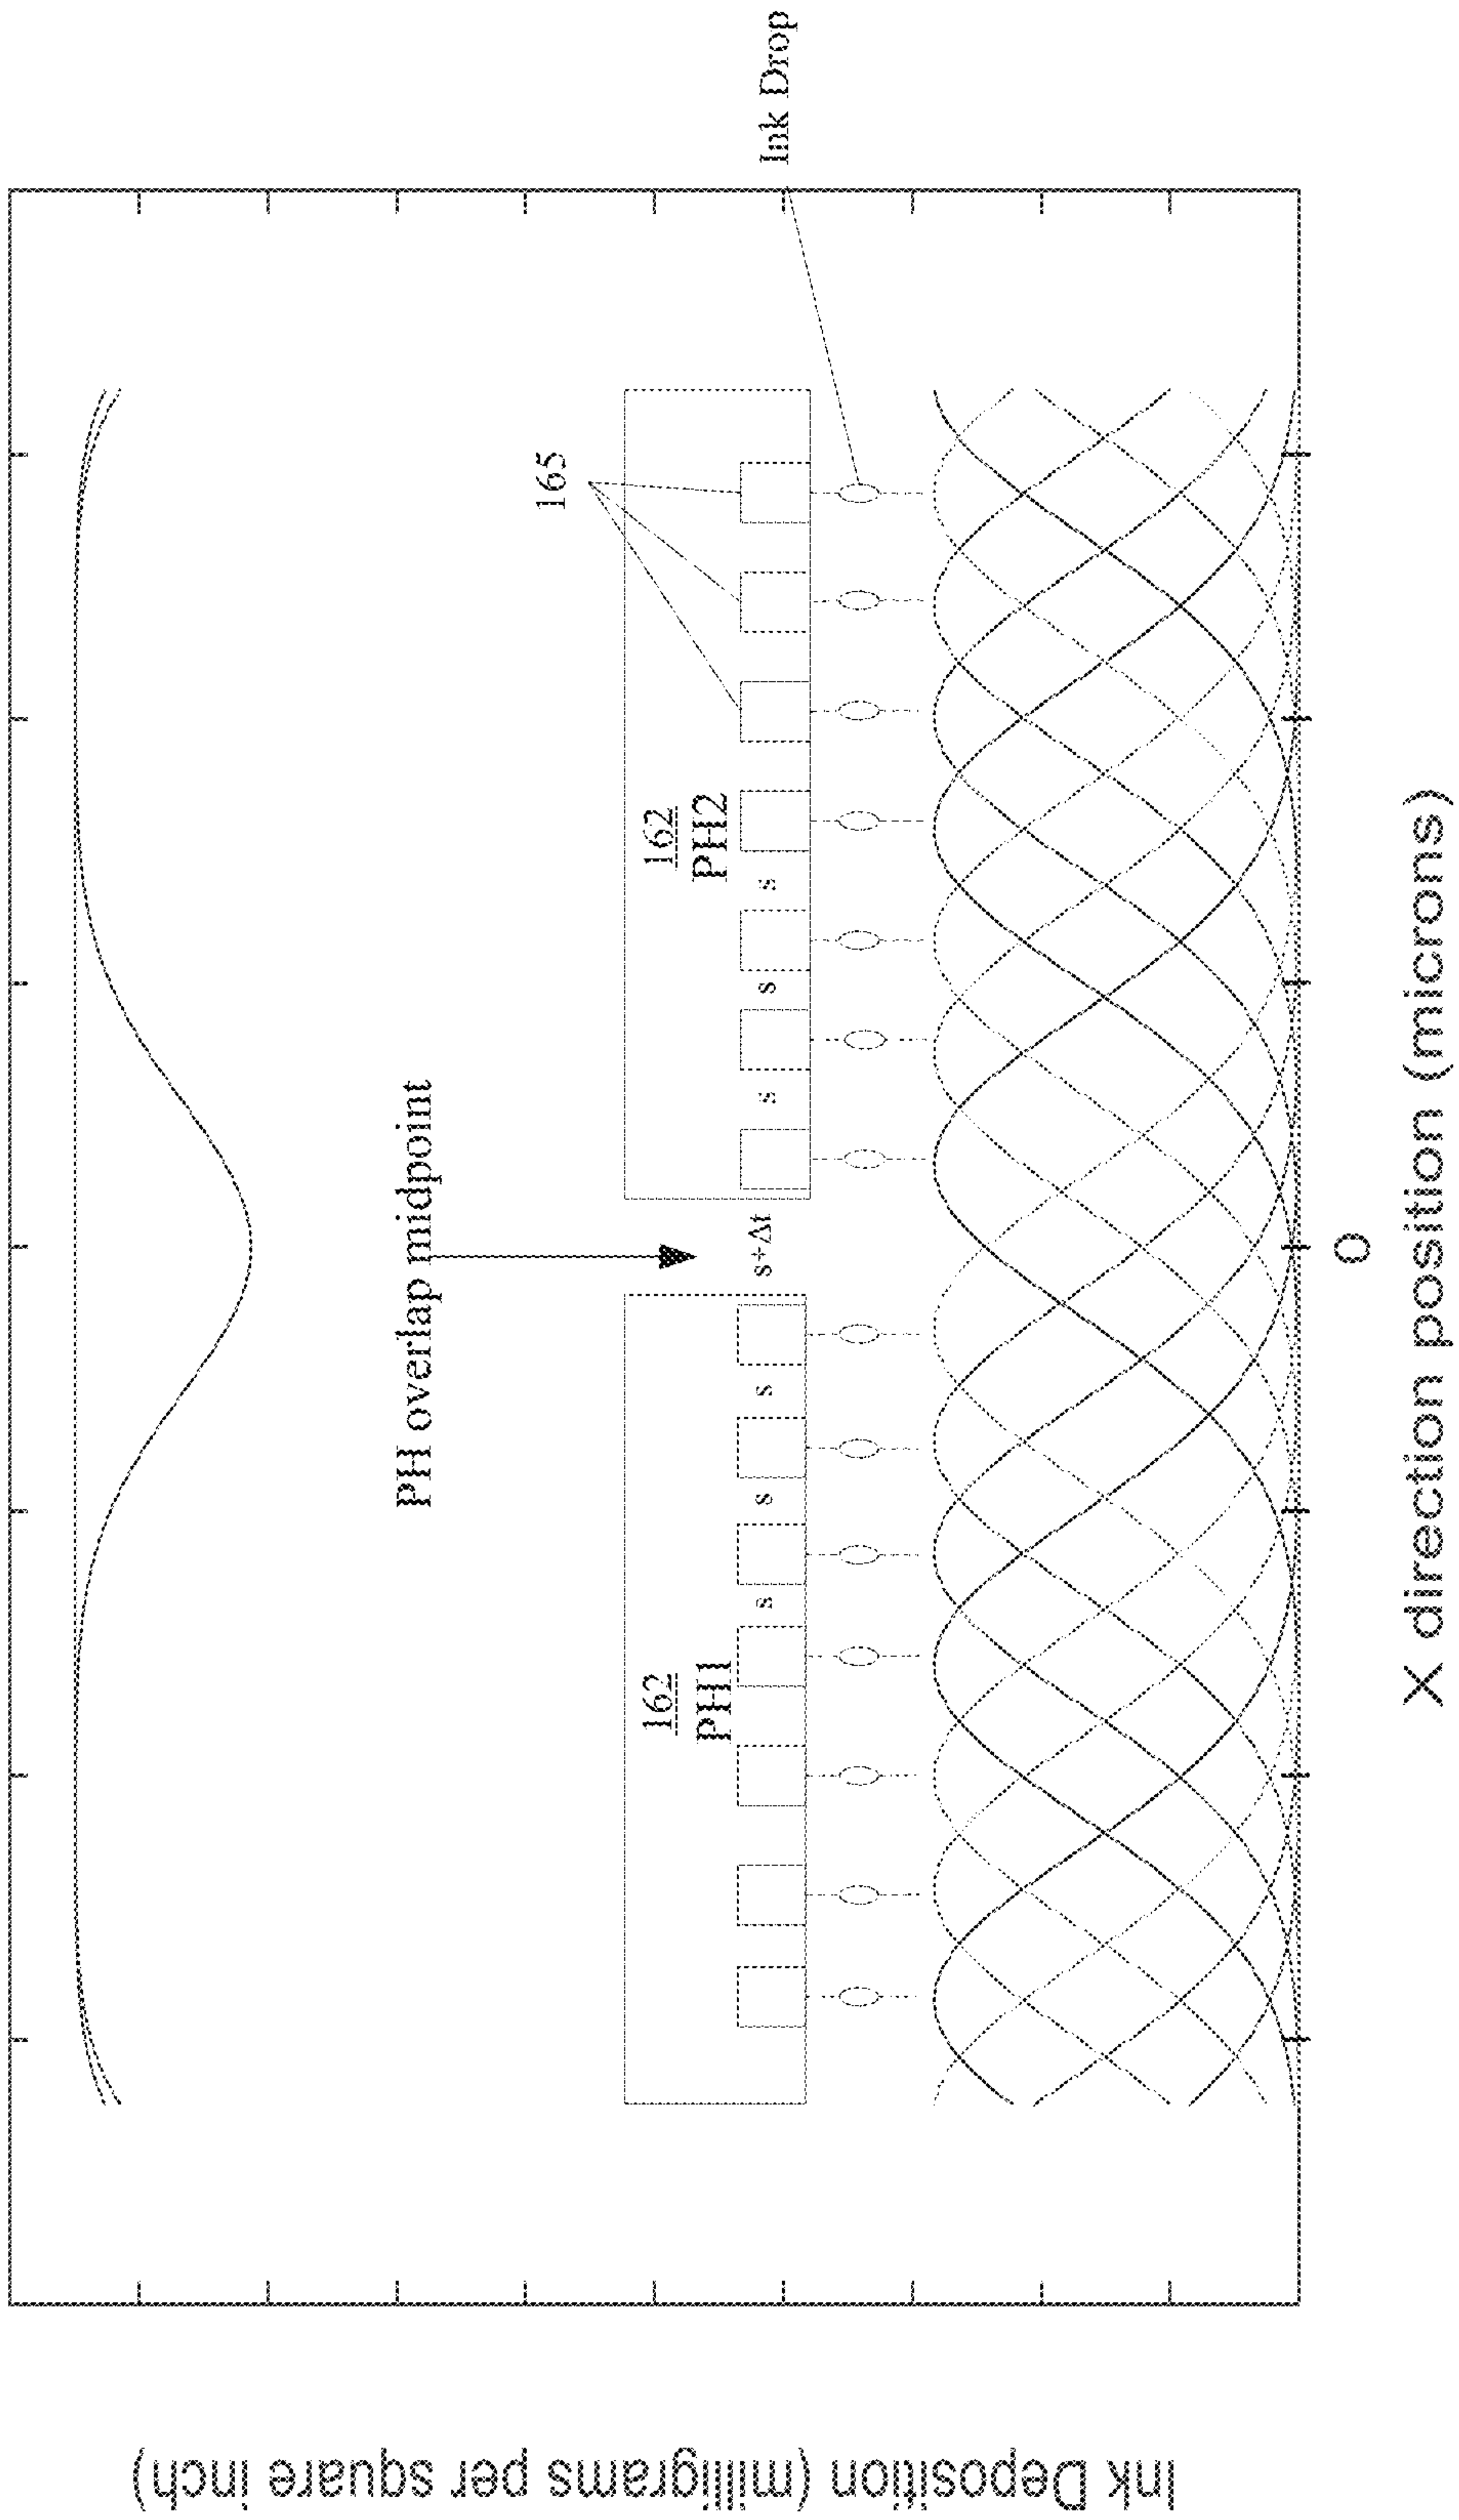 Ink Deposition (milligrams per square inch)
PH overlap midpoint
165
162
PH1
162
PH2
s
s
s
s+Δt
s
s
s
Ink Drop
0
X direction position (microns)